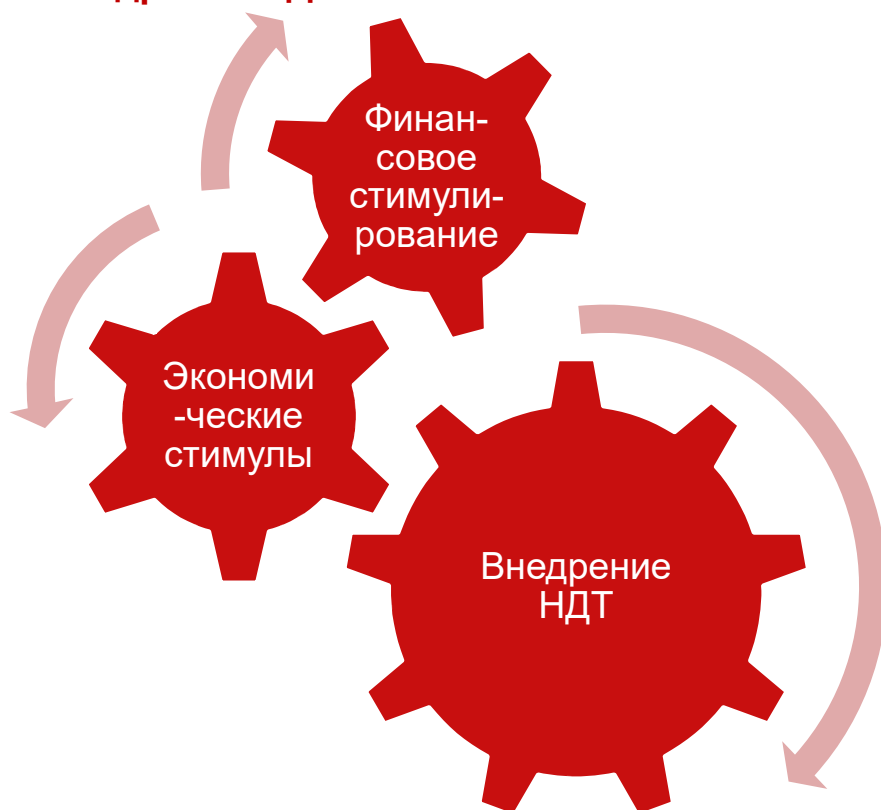 Финан-
совое
стимули-
рование
Экономи
-ческие
стимулы
Внедрение
НДТ